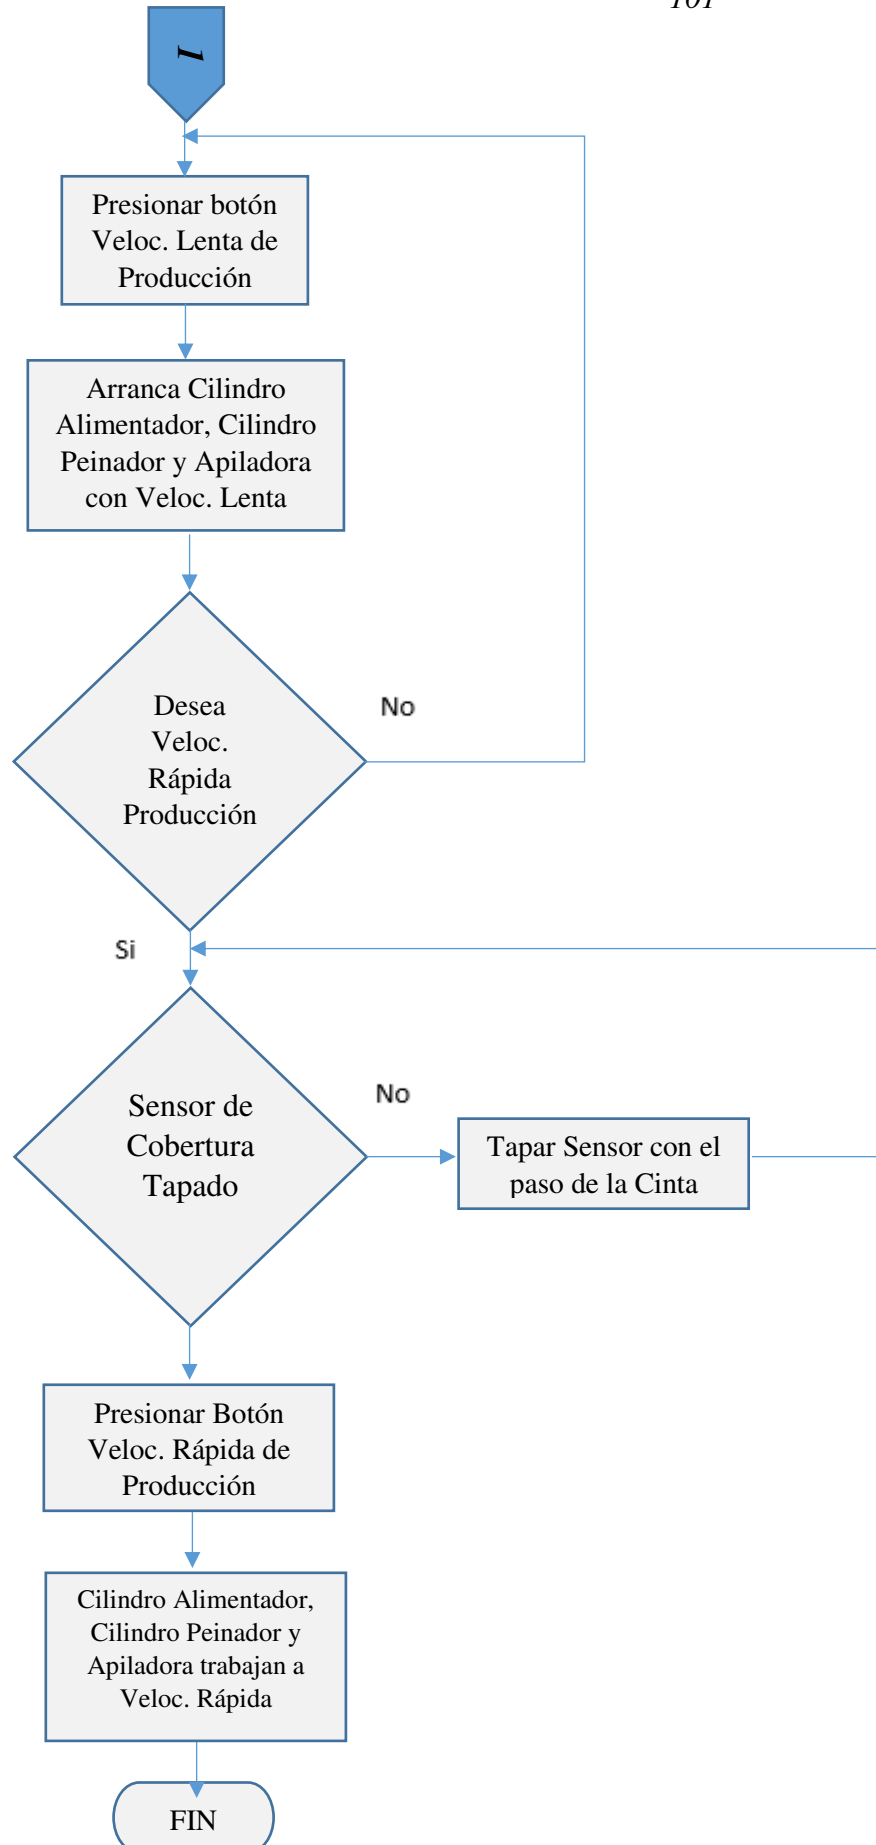 101
1
Presionar botón
Veloc. Lenta de
Producción
Arranca Cilindro
Alimentador, Cilindro
Peinador y Apiladora
con Veloc. Lenta
Desea
Veloc.
Rápida
Producción
No
Si
Sensor de
Cobertura
Tapado
No
Tapar Sensor con el
paso de la Cinta
Presionar Botón
Veloc. Rápida de
Producción
Cilindro Alimentador,
Cilindro Peinador y
Apiladora trabajan a
Veloc. Rápida
FIN